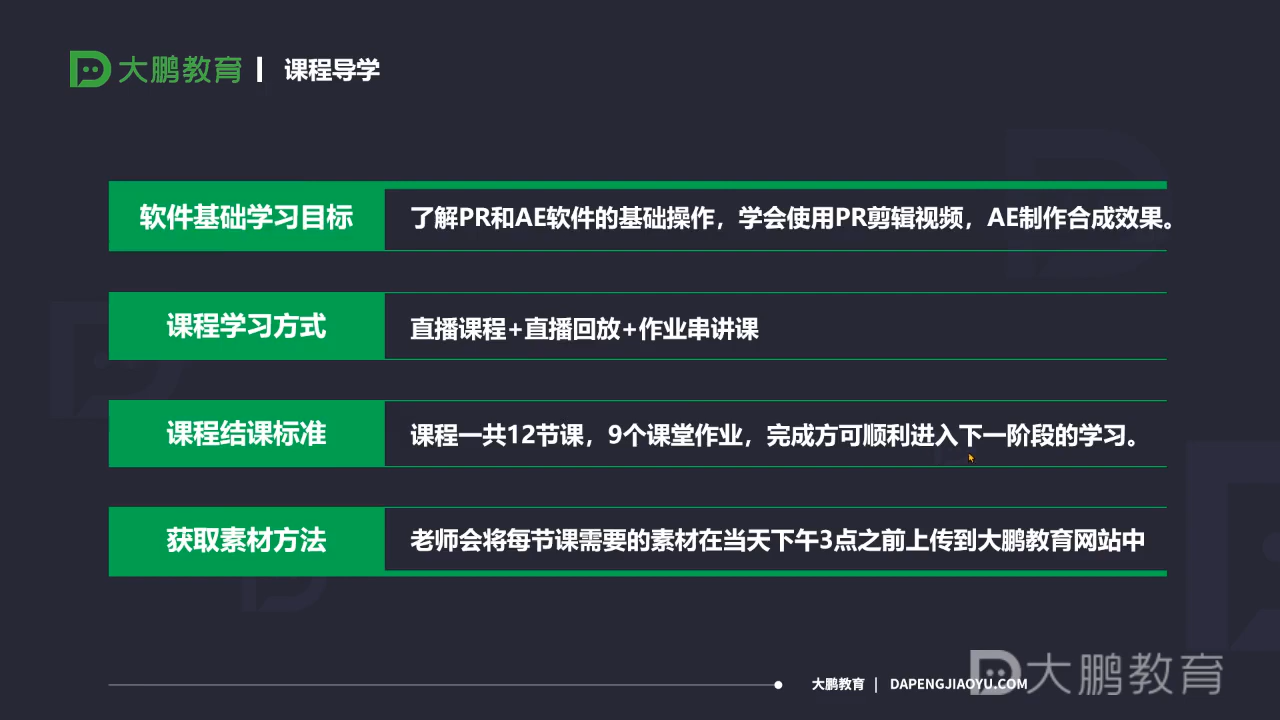 大鹏教育 | 课程导学
软件基础学习目标 了解PR和AE软件的基础操作，学会使用PR剪辑视频，AE制作合成效果。
课程学习方式 直播课程+直播回放+作业串讲课
课程结课标准 课程一共12节课，9个课堂作业，完成方可顺利进入下一阶段的学习。
获取素材方法 老师会将每节课需要的素材在当天下午3点之前上传到大鹏教育网站中
大鹏教育 | DAPENGJIAOYU.COM
大鹏教育